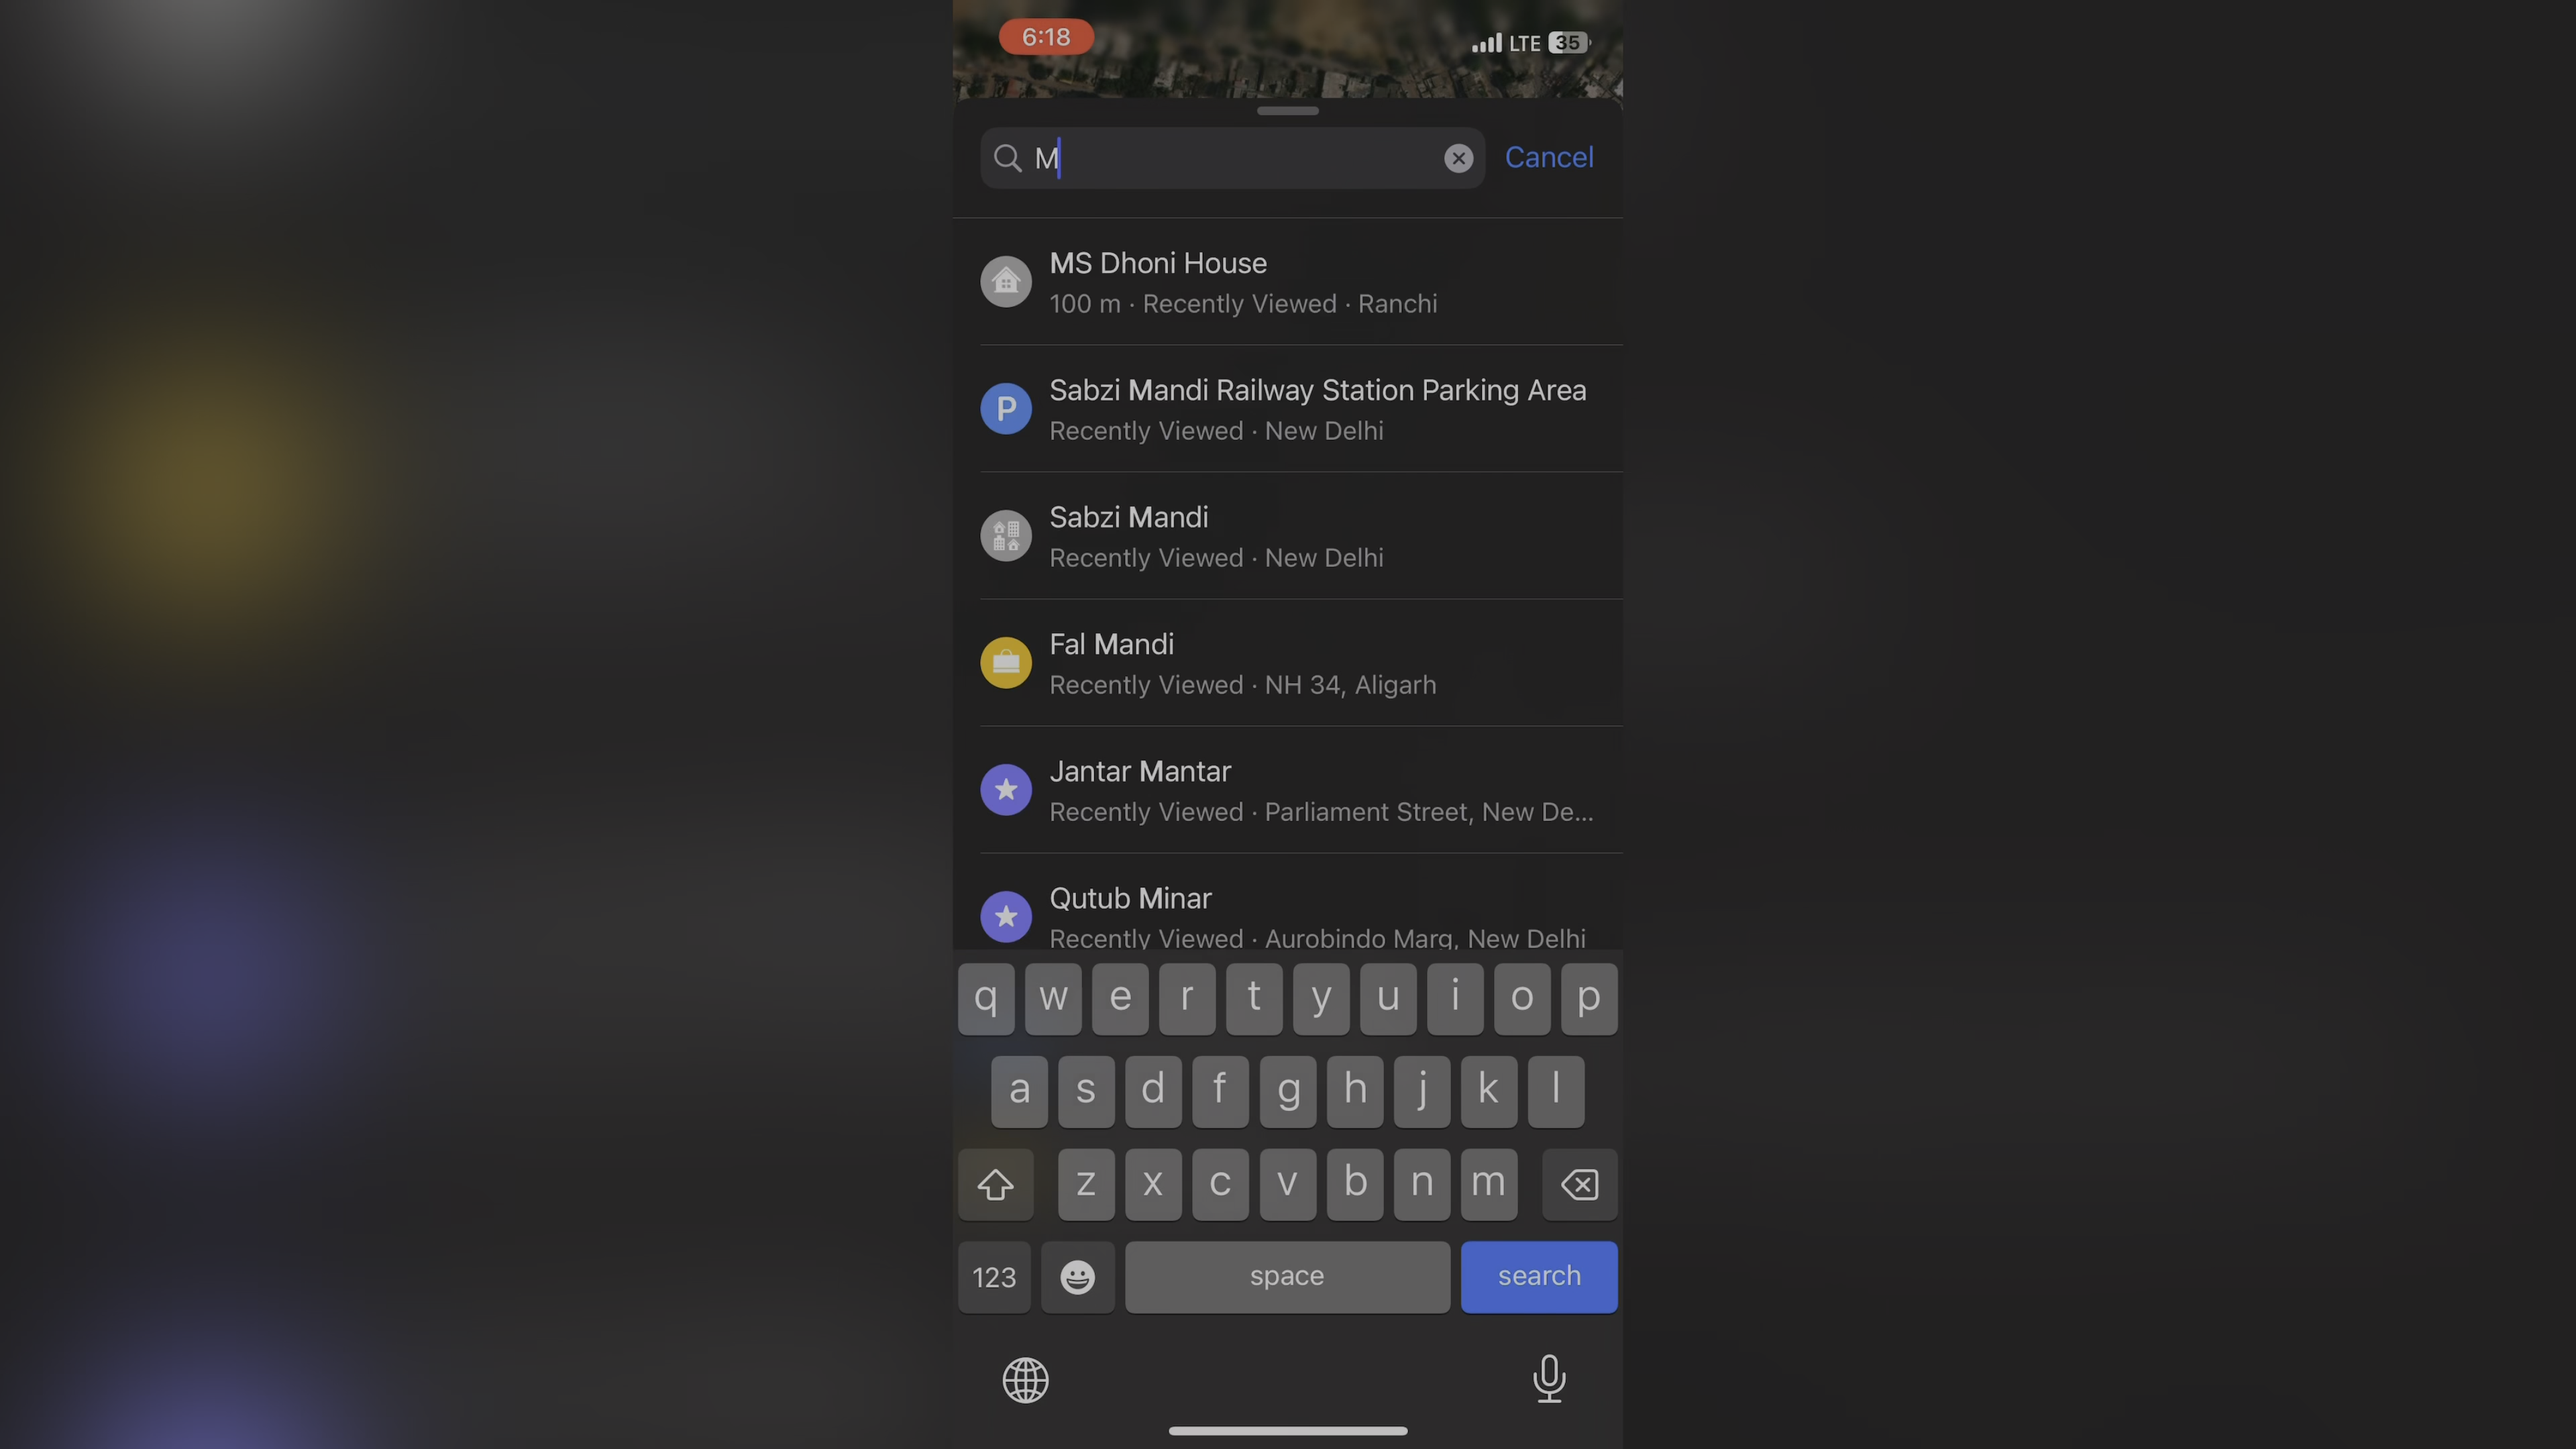 6:18
LTE 35
M
Cancel
MS Dhoni House
100 m · Recently Viewed · Ranchi
P
Sabzi Mandi Railway Station Parking Area
Recently Viewed · New Delhi
Sabzi Mandi
Recently Viewed · New Delhi
Fal Mandi
Recently Viewed · NH 34, Aligarh
Jantar Mantar
Recently Viewed · Parliament Street, New De...
Qutub Minar
Recently Viewed · Aurobindo Marg, New Delhi
q w e r t y u i o p
a s d f g h j k l
z x c v b n m
123 space search